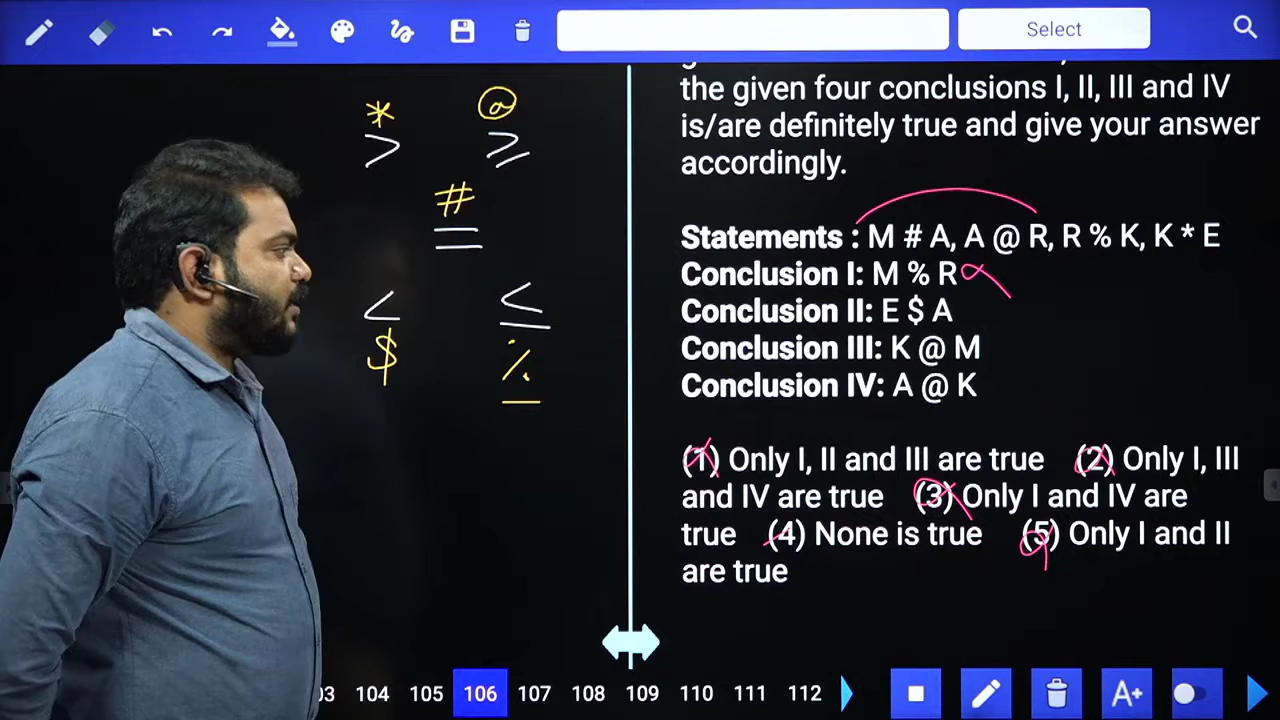 Select
the given four conclusions I, II, III and IV
is/are definitely true and give your answer
accordingly.
* @
> ≥
#
=
< ≤
$ %
Statements : M # A, A @ R, R % K, K * E
Conclusion I: M % R
Conclusion II: E $ A
Conclusion III: K @ M
Conclusion IV: A @ K
(1) Only I, II and III are true (2) Only I, III
and IV are true (3) Only I and IV are
true (4) None is true (5) Only I and II
are true
03 104 105 106 107 108 109 110 111 112
A+